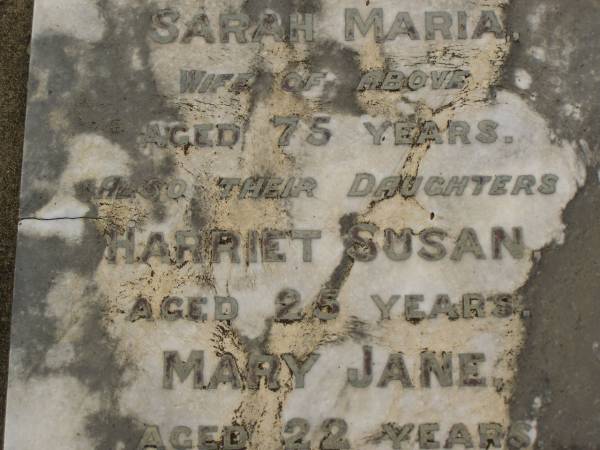 SARAH MARIA.
WIFE OF ABOVE
AGED 75 YEARS.
ALSO THEIR DAUGHTERS
HARRIET SUSAN
AGED 25 YEARS.
MARY JANE.
AGED 22 YEARS